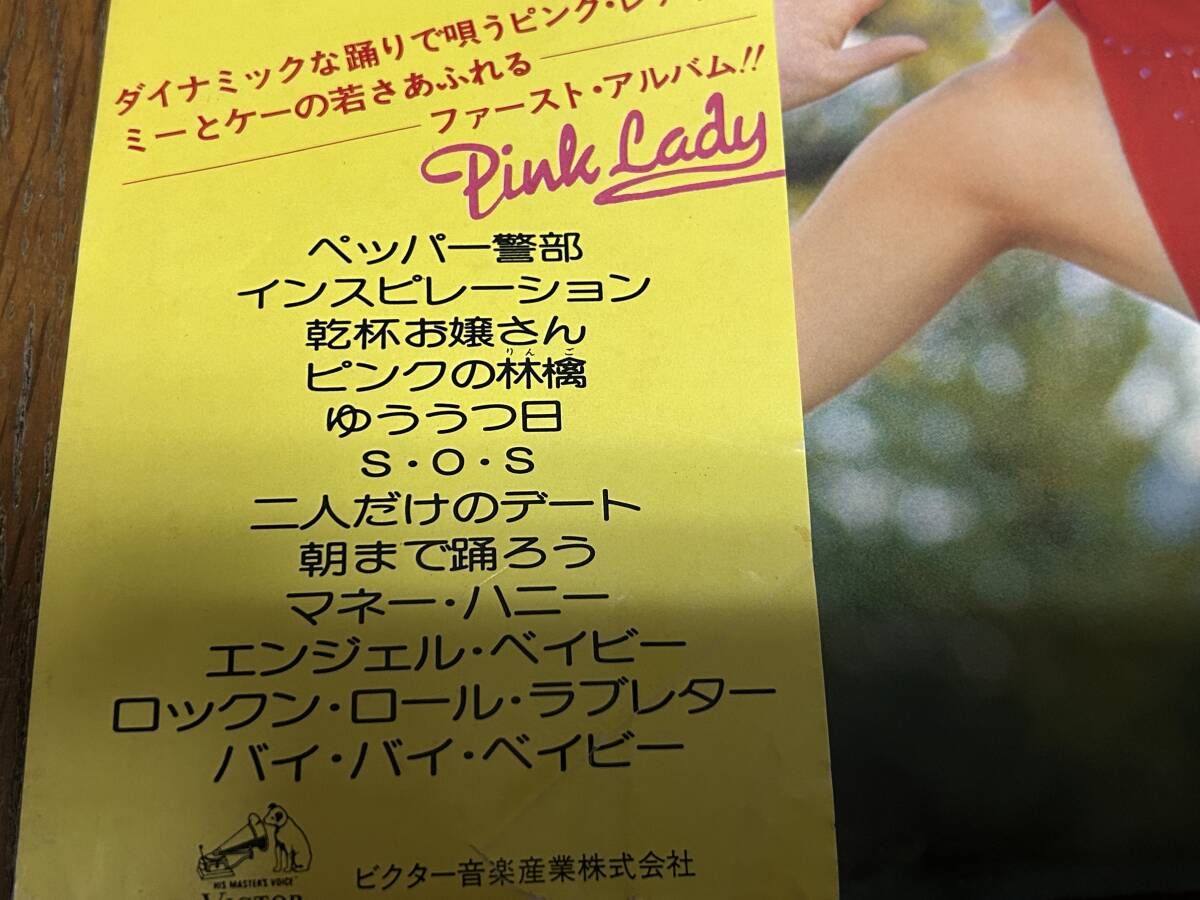 ダイナミックな踊りで唄うピンク・レディ
ミーとケーの若さあふれる
ファースト・アルバム!!
Pink Lady
ペッパー警部
インスピレーション
乾杯お嬢さん
りんご
ピンクの林檎
ゆううつ日
S・O・S
二人だけのデート
朝まで踊ろう
マネー・ハニー
エンジェル・ベイビー
ロックン・ロール・ラブレター
バイ・バイ・ベイビー
"HIS MASTER'S VOICE"
VICTOR
ビクター音楽産業株式会社